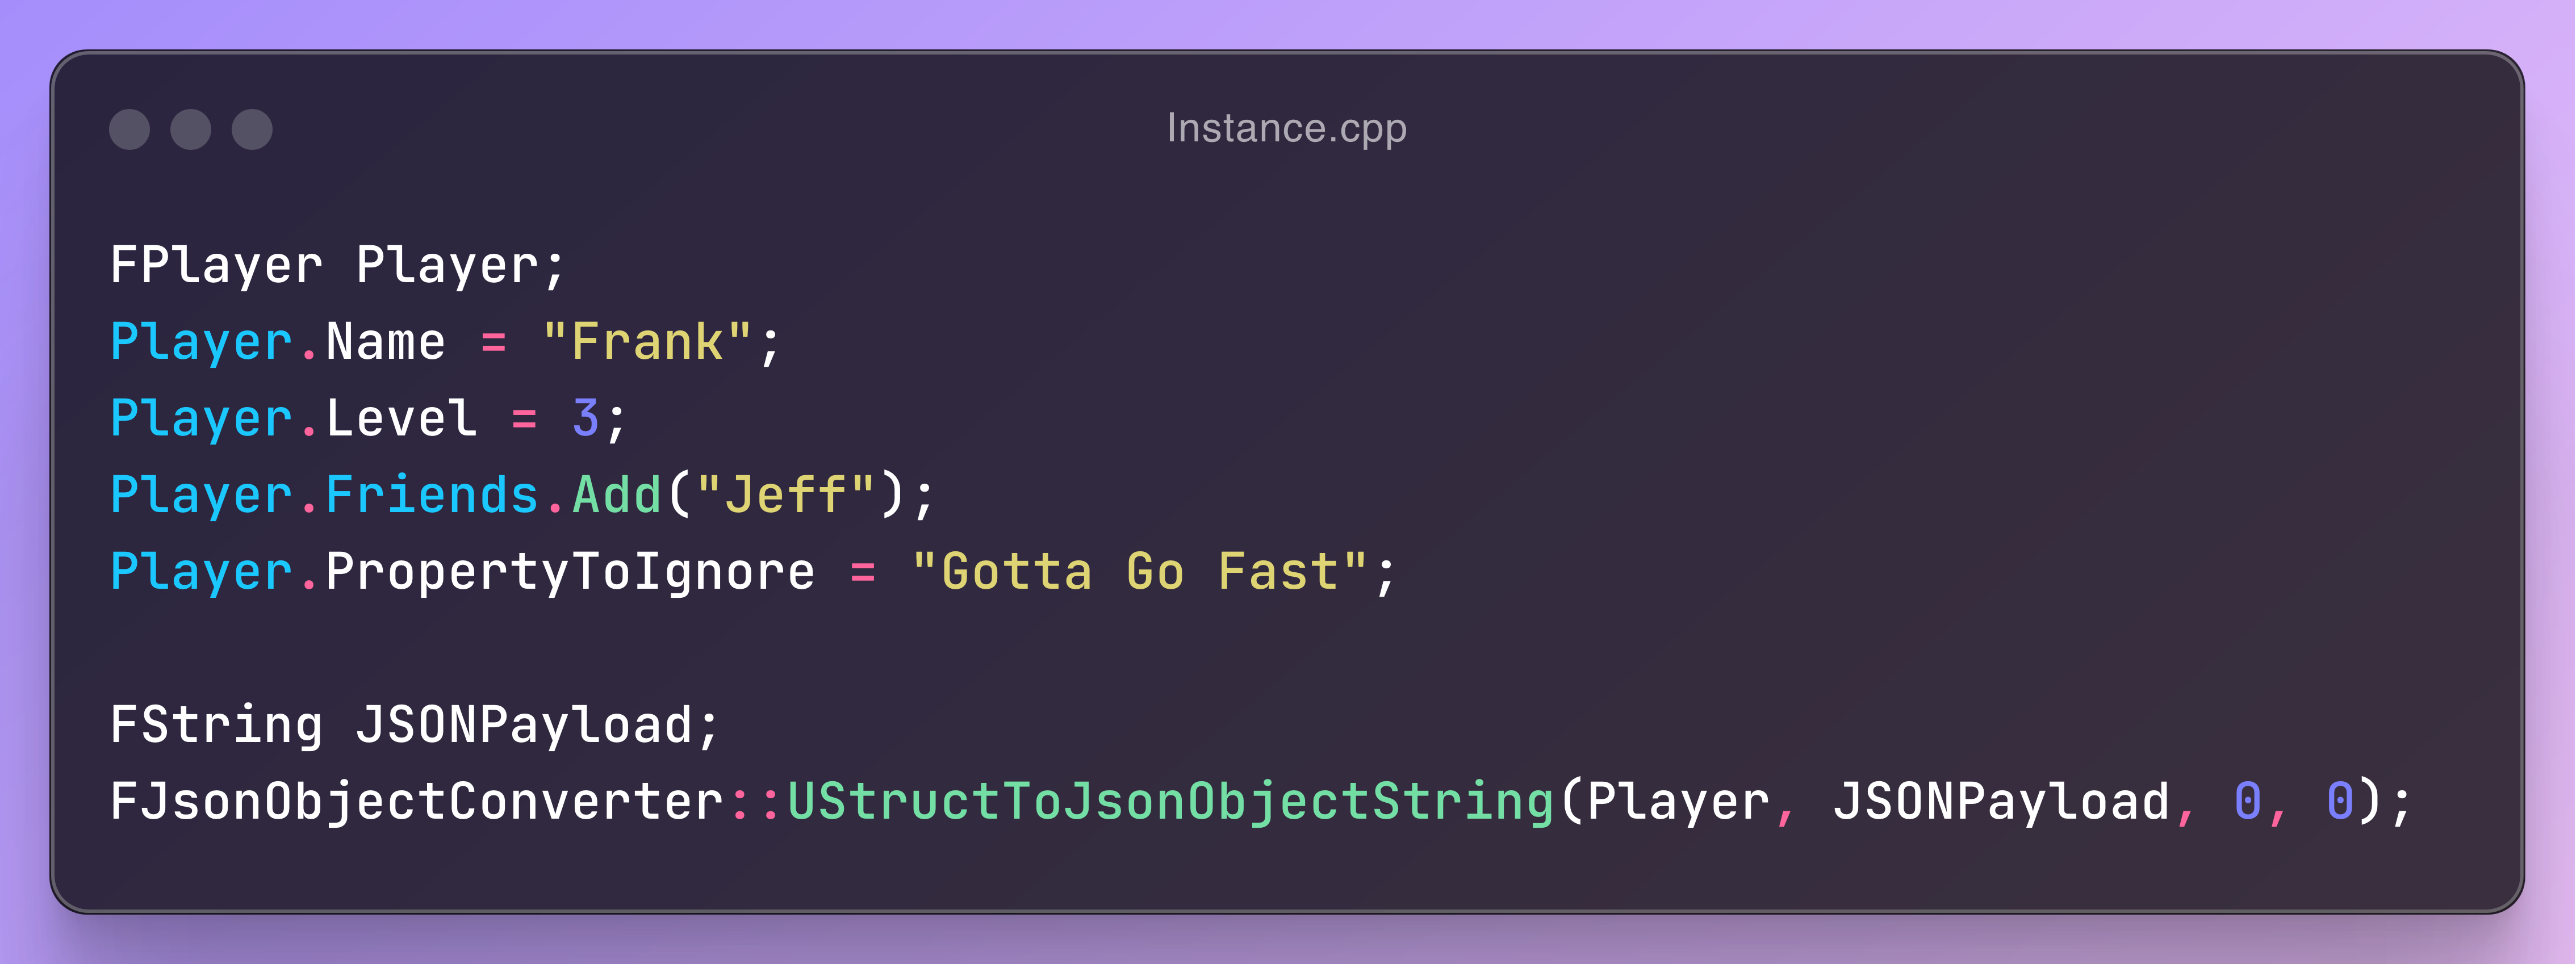 Instance.cpp
FPlayer Player;
Player.Name = "Frank";
Player.Level = 3;
Player.Friends.Add("Jeff");
Player.PropertyToIgnore = "Gotta Go Fast";
FString JSONPayload;
FJsonObjectConverter::UStructToJsonObjectString(Player, JSONPayload, 0, 0);